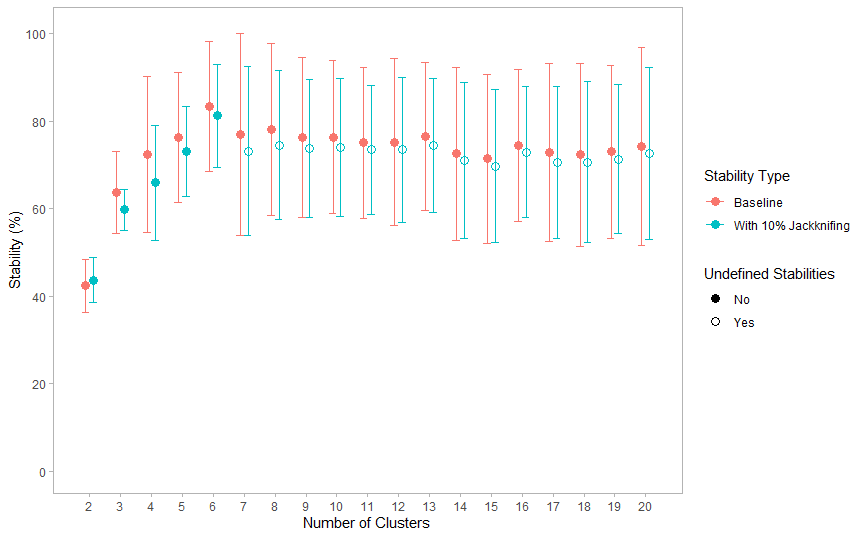 100
80
60
40
20
0
Stability (%)
2 3 4 5 6 7 8 9 10 11 12 13 14 15 16 17 18 19 20
Number of Clusters
Stability Type
Baseline
With 10% Jackknifing
Undefined Stabilities
No
Yes